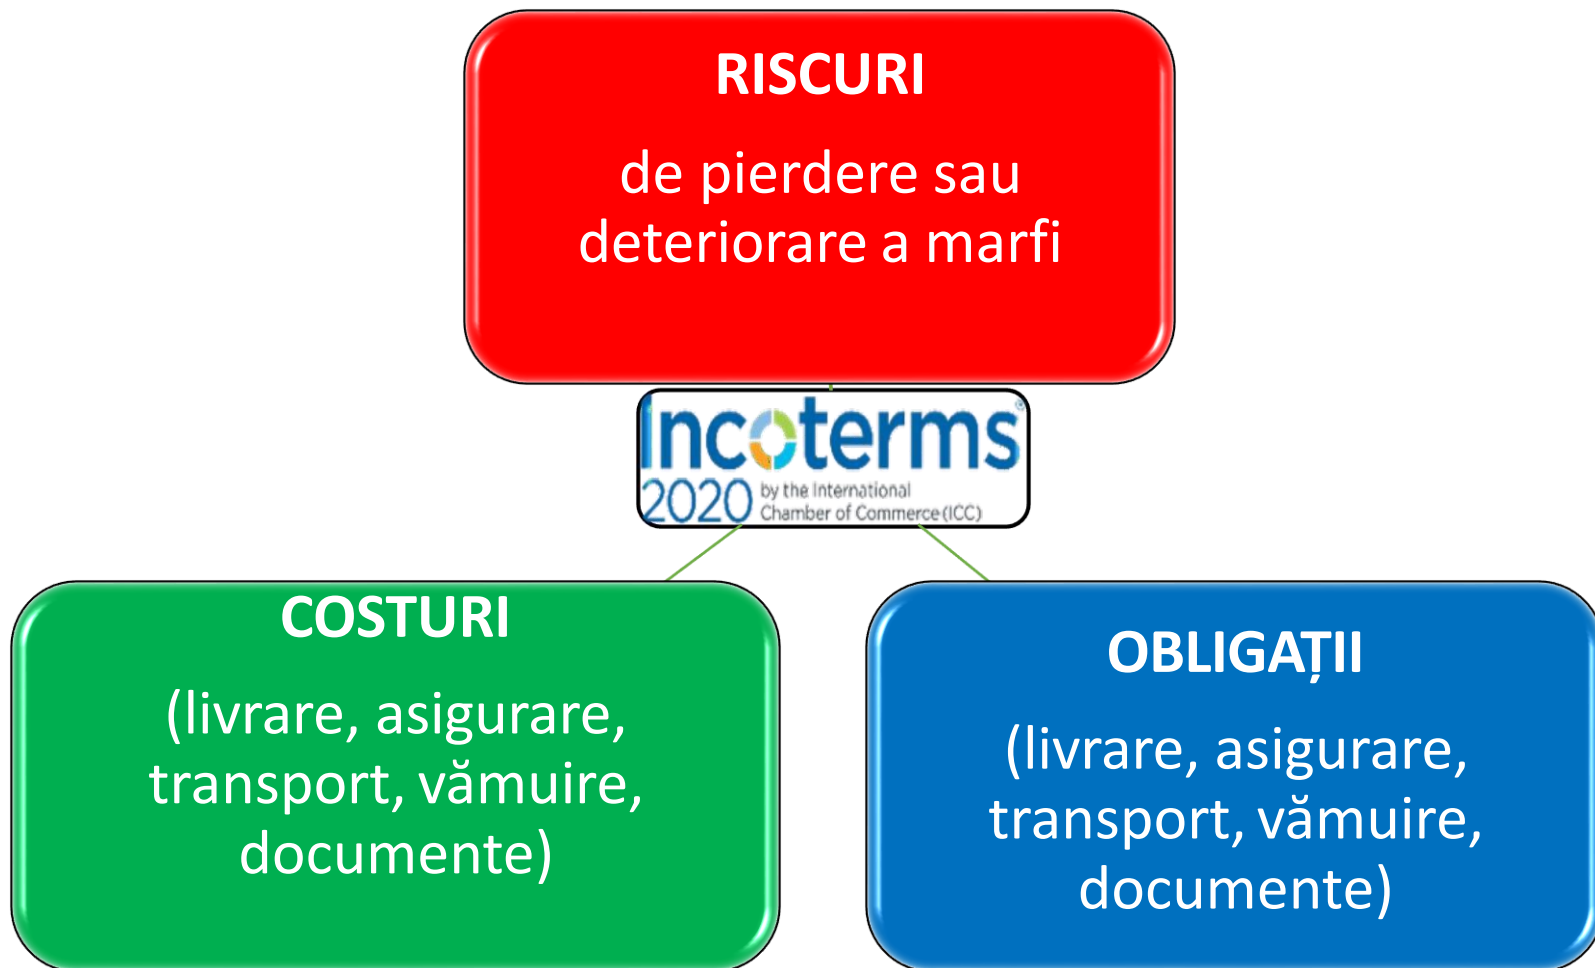 RISCURI
de pierdere sau
deteriorare a marfi
Incoterms®
2020 by the International
Chamber of Commerce (ICC)
COSTURI
(livrare, asigurare,
transport, vămuire,
documente)
OBLIGAȚII
(livrare, asigurare,
transport, vămuire,
documente)